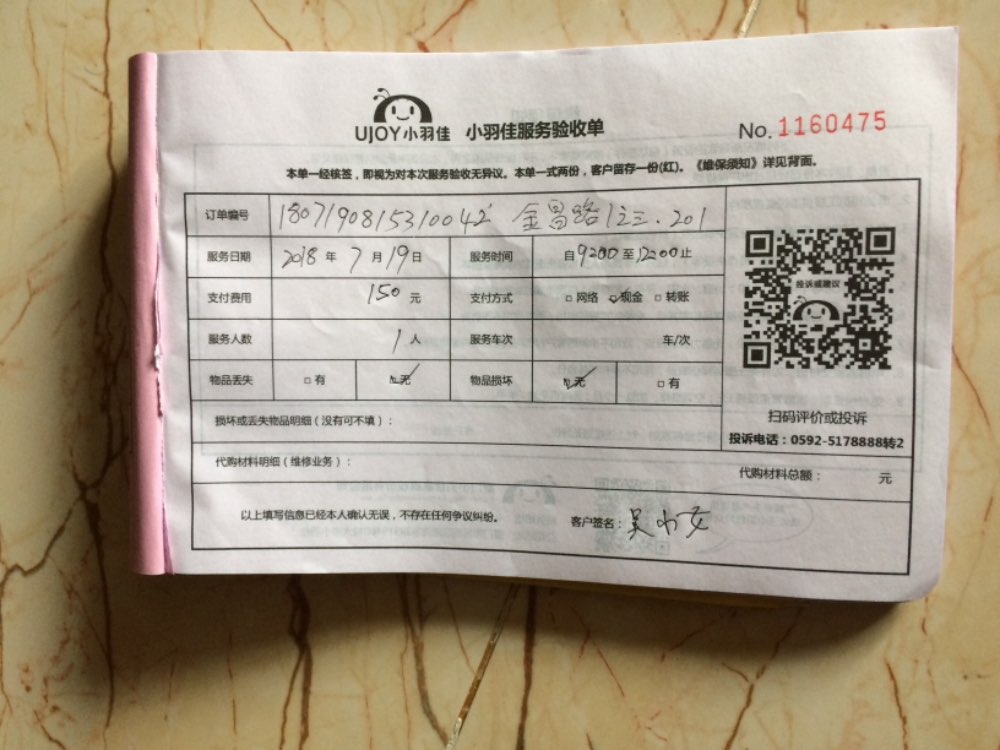 UJOY小羽佳 小羽佳服务验收单 No. 1160475
本单一经核签，即视为对本次服务验收无异议。本单一式两份，客户留存一份(红)。《维保须知》详见背面。
订单编号 1807190815310042 金昌路1之三.201
服务日期 2018 年 7 月 19 日 服务时间 自 9:00 至 12:00 止
支付费用 150 元 支付方式 □网络 ☑现金 □转账
服务人数 1 人 服务车次 车/次
物品丢失 □有 ☑无 物品损坏 ☑无 □有
损坏或丢失物品明细（没有可不填）：
投诉或建议
扫码评价或投诉
投诉电话：0592-5178888转2
代购材料明细（维修业务）： 代购材料总额： 元
以上填写信息已经本人确认无误，不存在任何争议纠纷。 客户签名：吴小女